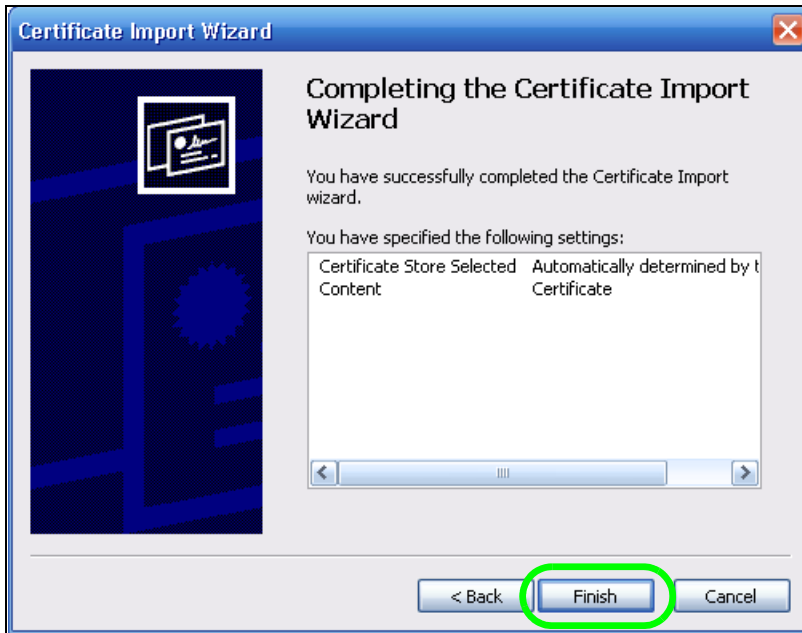 Certificate Import Wizard
Completing the Certificate Import
Wizard
You have successfully completed the Certificate Import
wizard.
You have specified the following settings:
Certificate Store Selected Automatically determined by t
Content Certificate
< Back Finish Cancel